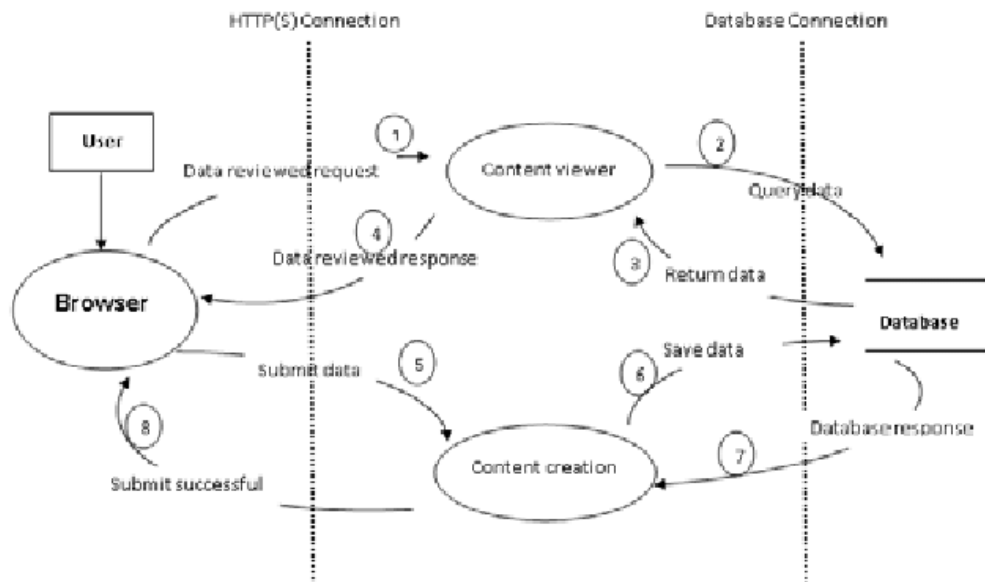 HTTP(S) Connection
Database Connection
User
1
Content viewer
2
Data reviewed request
Query data
4
Data reviewed response
3
Return data
Browser
Database
Submit data
5
6
Save data
8
Content creation
7
Database response
Submit successful